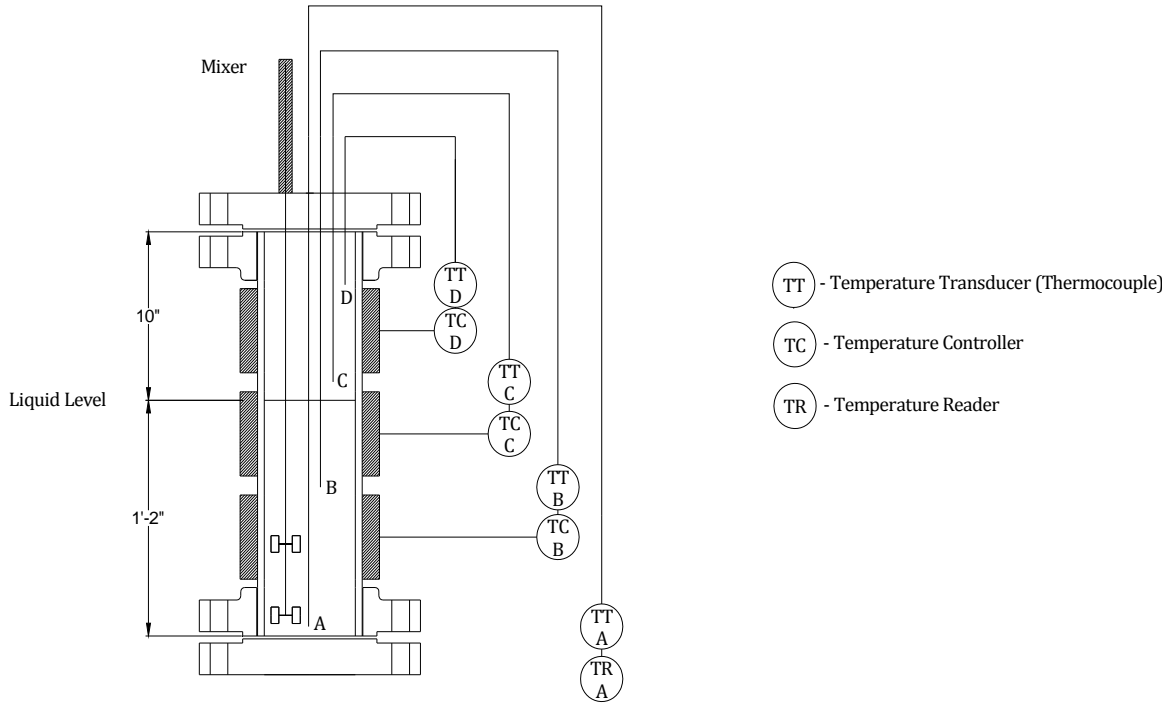 Mixer
D
TT
D
TC
D
TT - Temperature Transducer (Thermocouple)
10"
TC - Temperature Controller
C
TT
C
Liquid Level
TR - Temperature Reader
TC
C
B
TT
B
1'-2"
TC
B
A
TT
A
TR
A